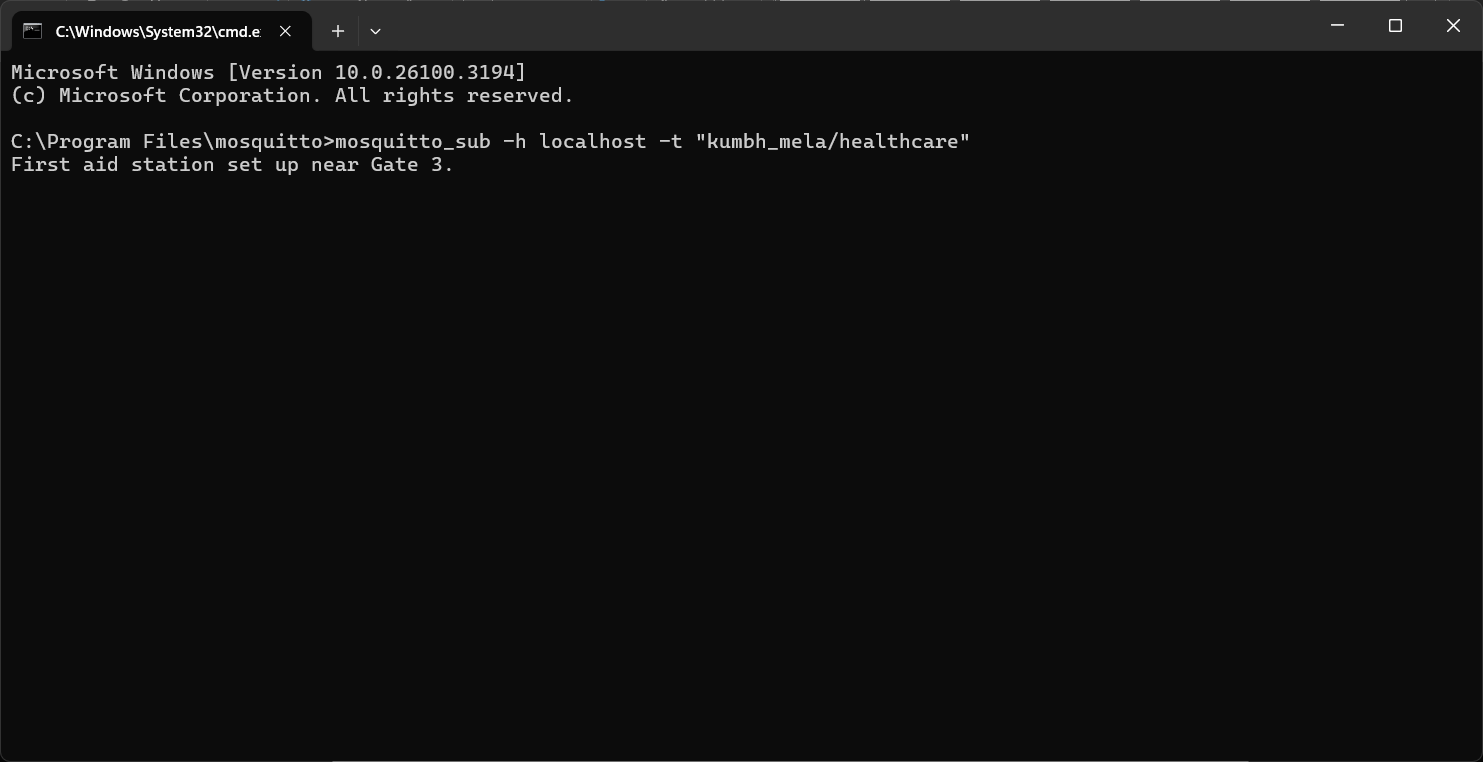 C:\Windows\System32\cmd.e
Microsoft Windows [Version 10.0.26100.3194]
(c) Microsoft Corporation. All rights reserved.
C:\Program Files\mosquitto>mosquitto_sub -h localhost -t "kumbh_mela/healthcare"
First aid station set up near Gate 3.